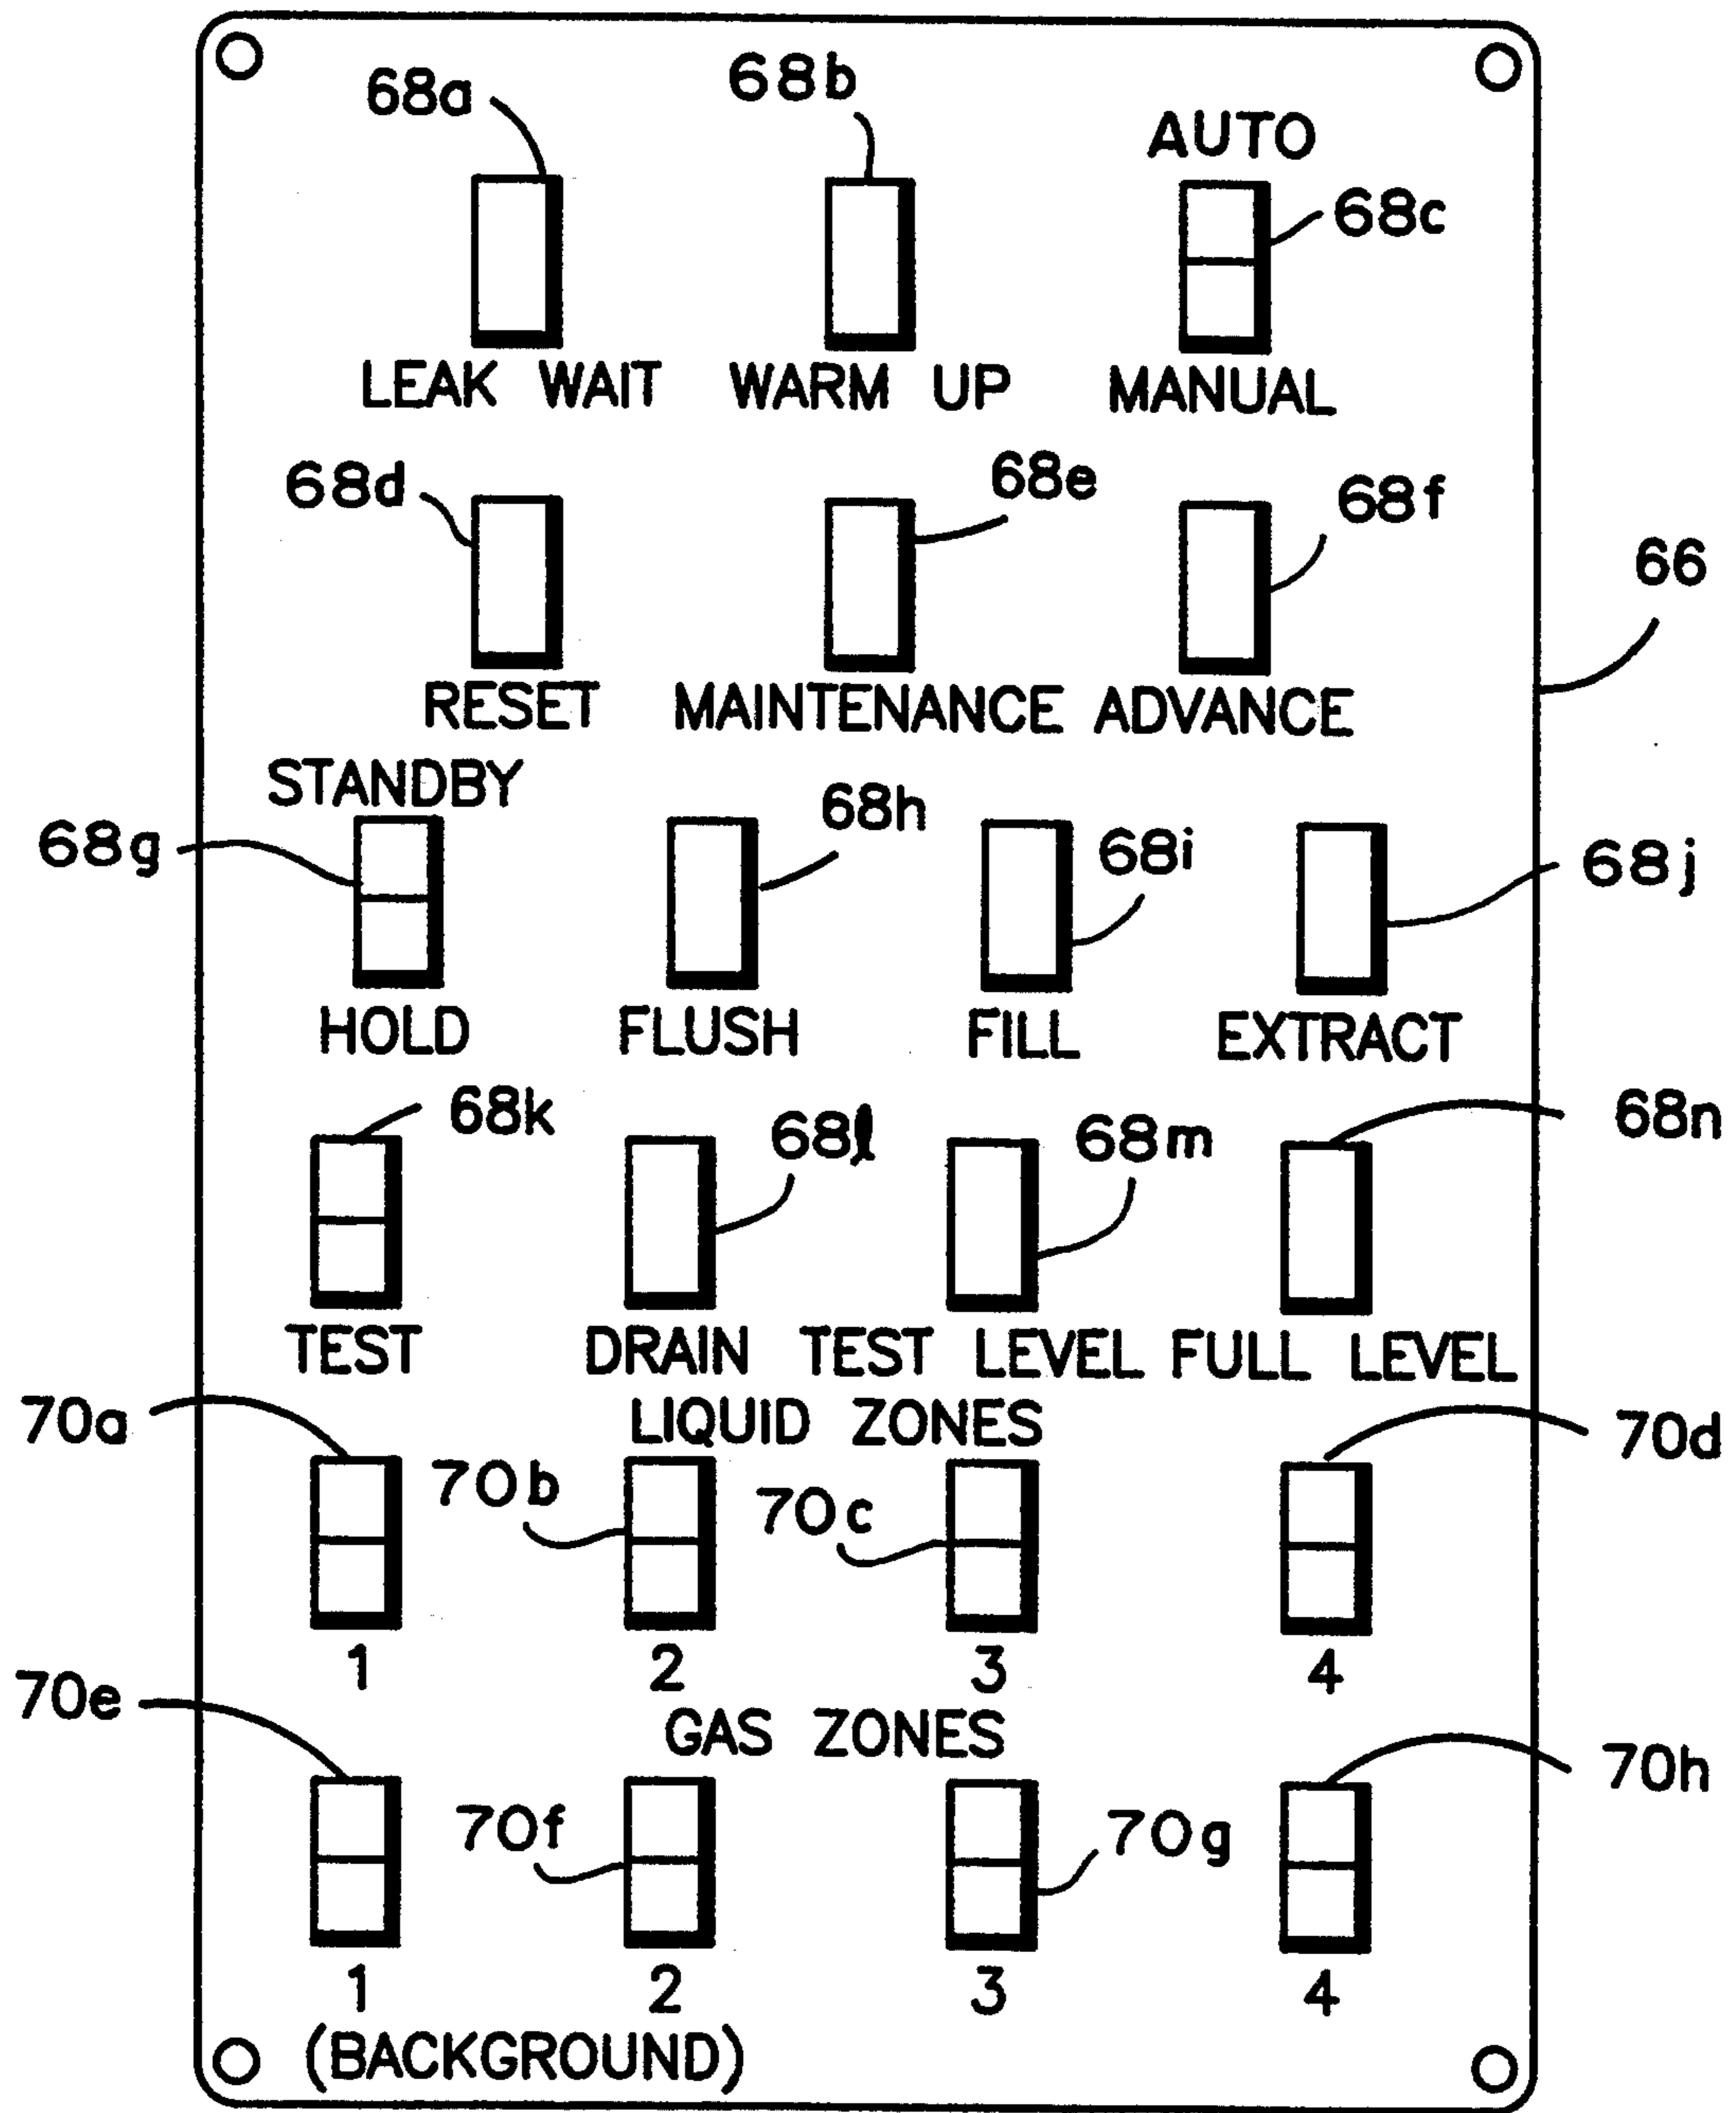 68a 68b
AUTO
68c
LEAK WAIT WARM UP MANUAL
68d 68e 68f
66
RESET MAINTENANCE ADVANCE
STANDBY
68g 68h 68i 68j
HOLD FLUSH FILL EXTRACT
68k 68l 68m 68n
TEST DRAIN TEST LEVEL FULL LEVEL
LIQUID ZONES
70a 70b 70c 70d
1 2 3 4
GAS ZONES
70e 70f 70g 70h
1 2 3 4
(BACKGROUND)